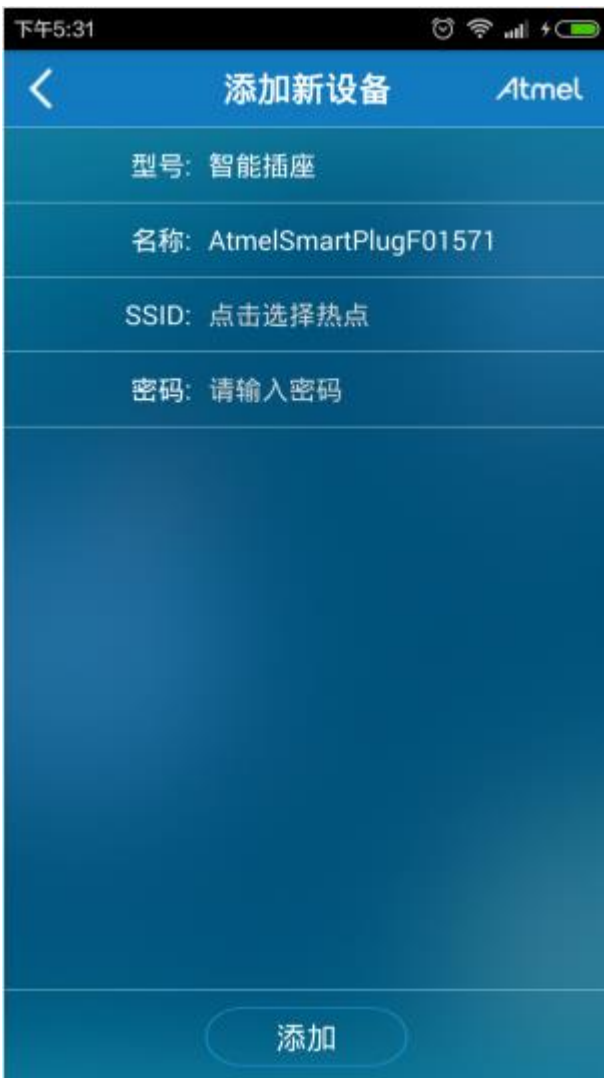 下午5:31
添加新设备 Atmel
型号: 智能插座
名称: AtmelSmartPlugF01571
SSID: 点击选择热点
密码: 请输入密码
添加